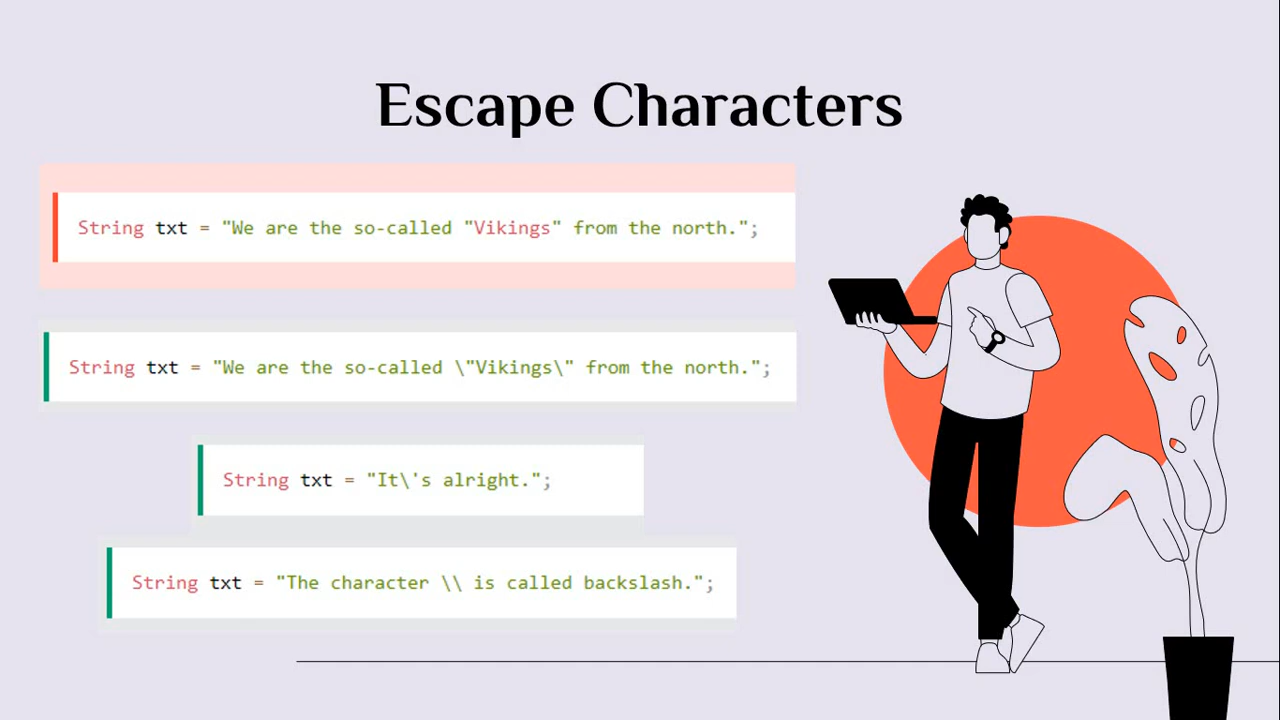 Escape Characters
String txt = "We are the so-called "Vikings" from the north.";
String txt = "We are the so-called \"Vikings\" from the north.";
String txt = "It\'s alright.";
String txt = "The character \\ is called backslash.";